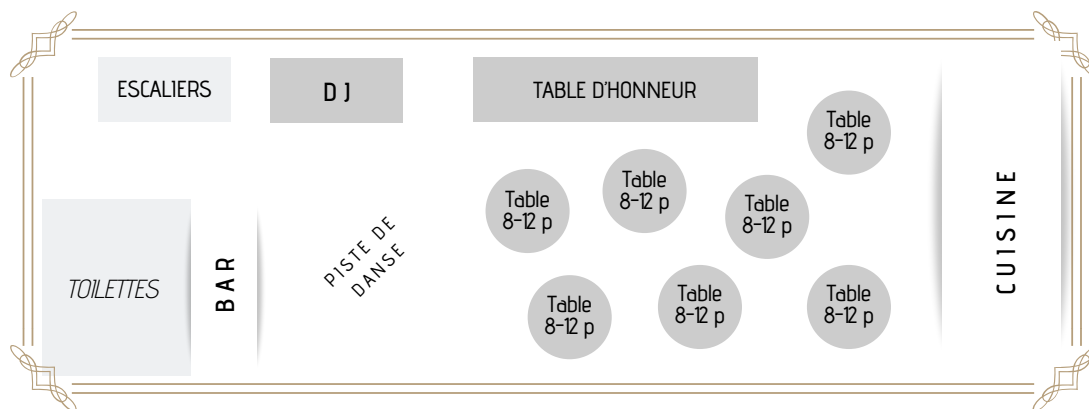 ESCALIERS
DJ
TABLE D'HONNEUR
Table
8-12 p
Table
8-12 p
Table
8-12 p
Table
8-12 p
CUISINE
TOILETTES
BAR
PISTE DE
DANSE
Table
8-12 p
Table
8-12 p
Table
8-12 p